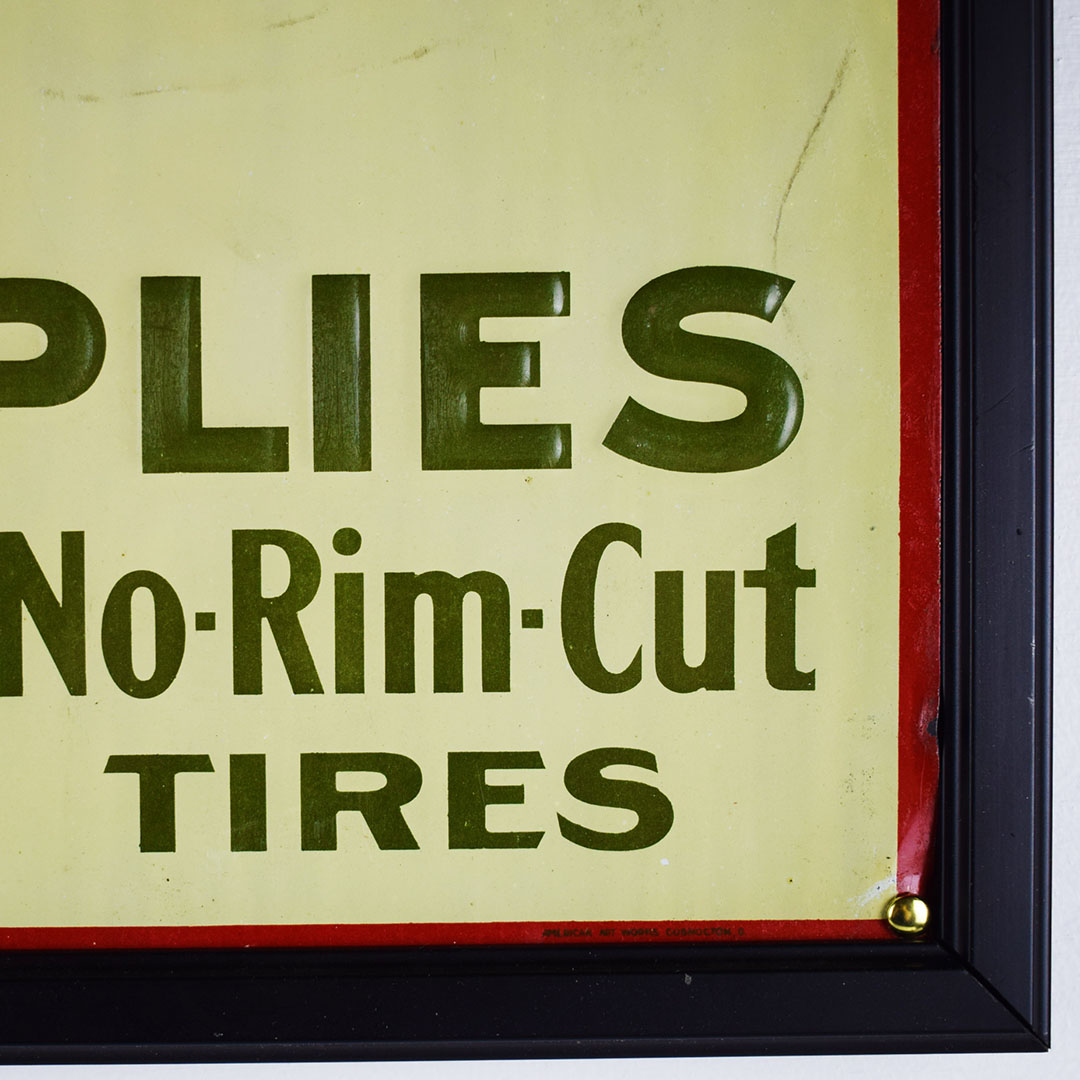 PLIES
No-Rim-Cut
TIRES
AMERICAN ART WORKS COSHOCTON, O.